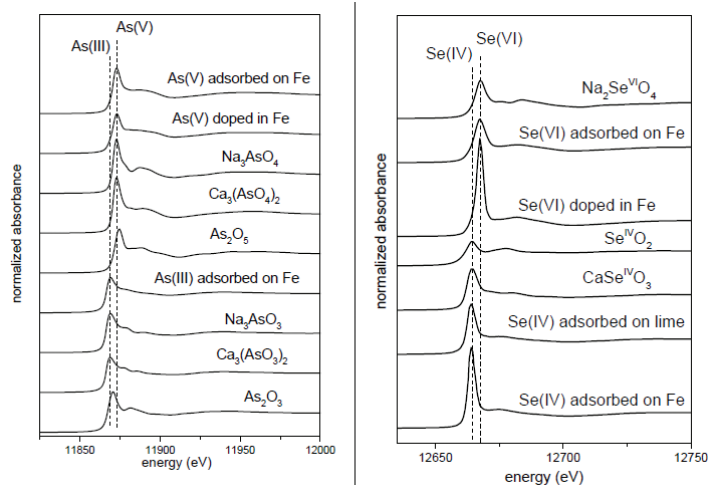 As(V)
As(III)
As(V) adsorbed on Fe
As(V) doped in Fe
Na₃AsO₄
Ca₃(AsO₄)₂
As₂O₅
As(III) adsorbed on Fe
Na₃AsO₃
Ca₃(AsO₃)₂
As₂O₃
normalized absorbance
11850 11900 11950 12000
energy (eV)
Se(VI)
Se(IV)
Na₂SeⱽᴵO₄
Se(VI) adsorbed on Fe
Se(VI) doped in Fe
SeᴵⱽO₂
CaSeᴵⱽO₃
Se(IV) adsorbed on lime
Se(IV) adsorbed on Fe
normalized absorbance
12650 12700 12750
energy (eV)